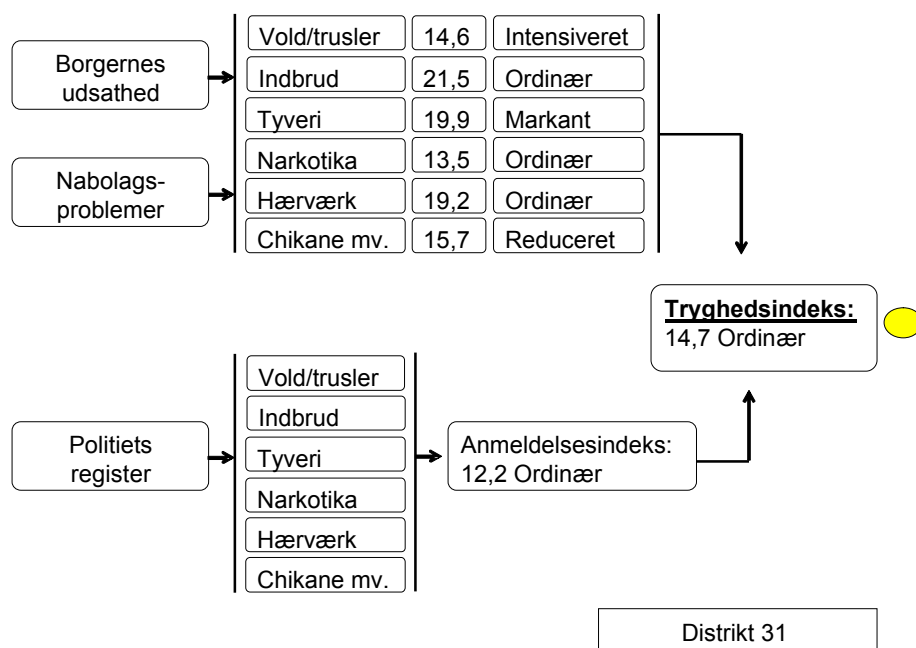 Borgernes
udsathed
Nabolags-
problemer
Vold/trusler 14,6 Intensiveret
Indbrud 21,5 Ordinær
Tyveri 19,9 Markant
Narkotika 13,5 Ordinær
Hærværk 19,2 Ordinær
Chikane mv. 15,7 Reduceret
Tryghedsindeks:
14,7 Ordinær
Politiets
register
Vold/trusler
Indbrud
Tyveri
Narkotika
Hærværk
Chikane mv.
Anmeldelsesindeks:
12,2 Ordinær
Distrikt 31